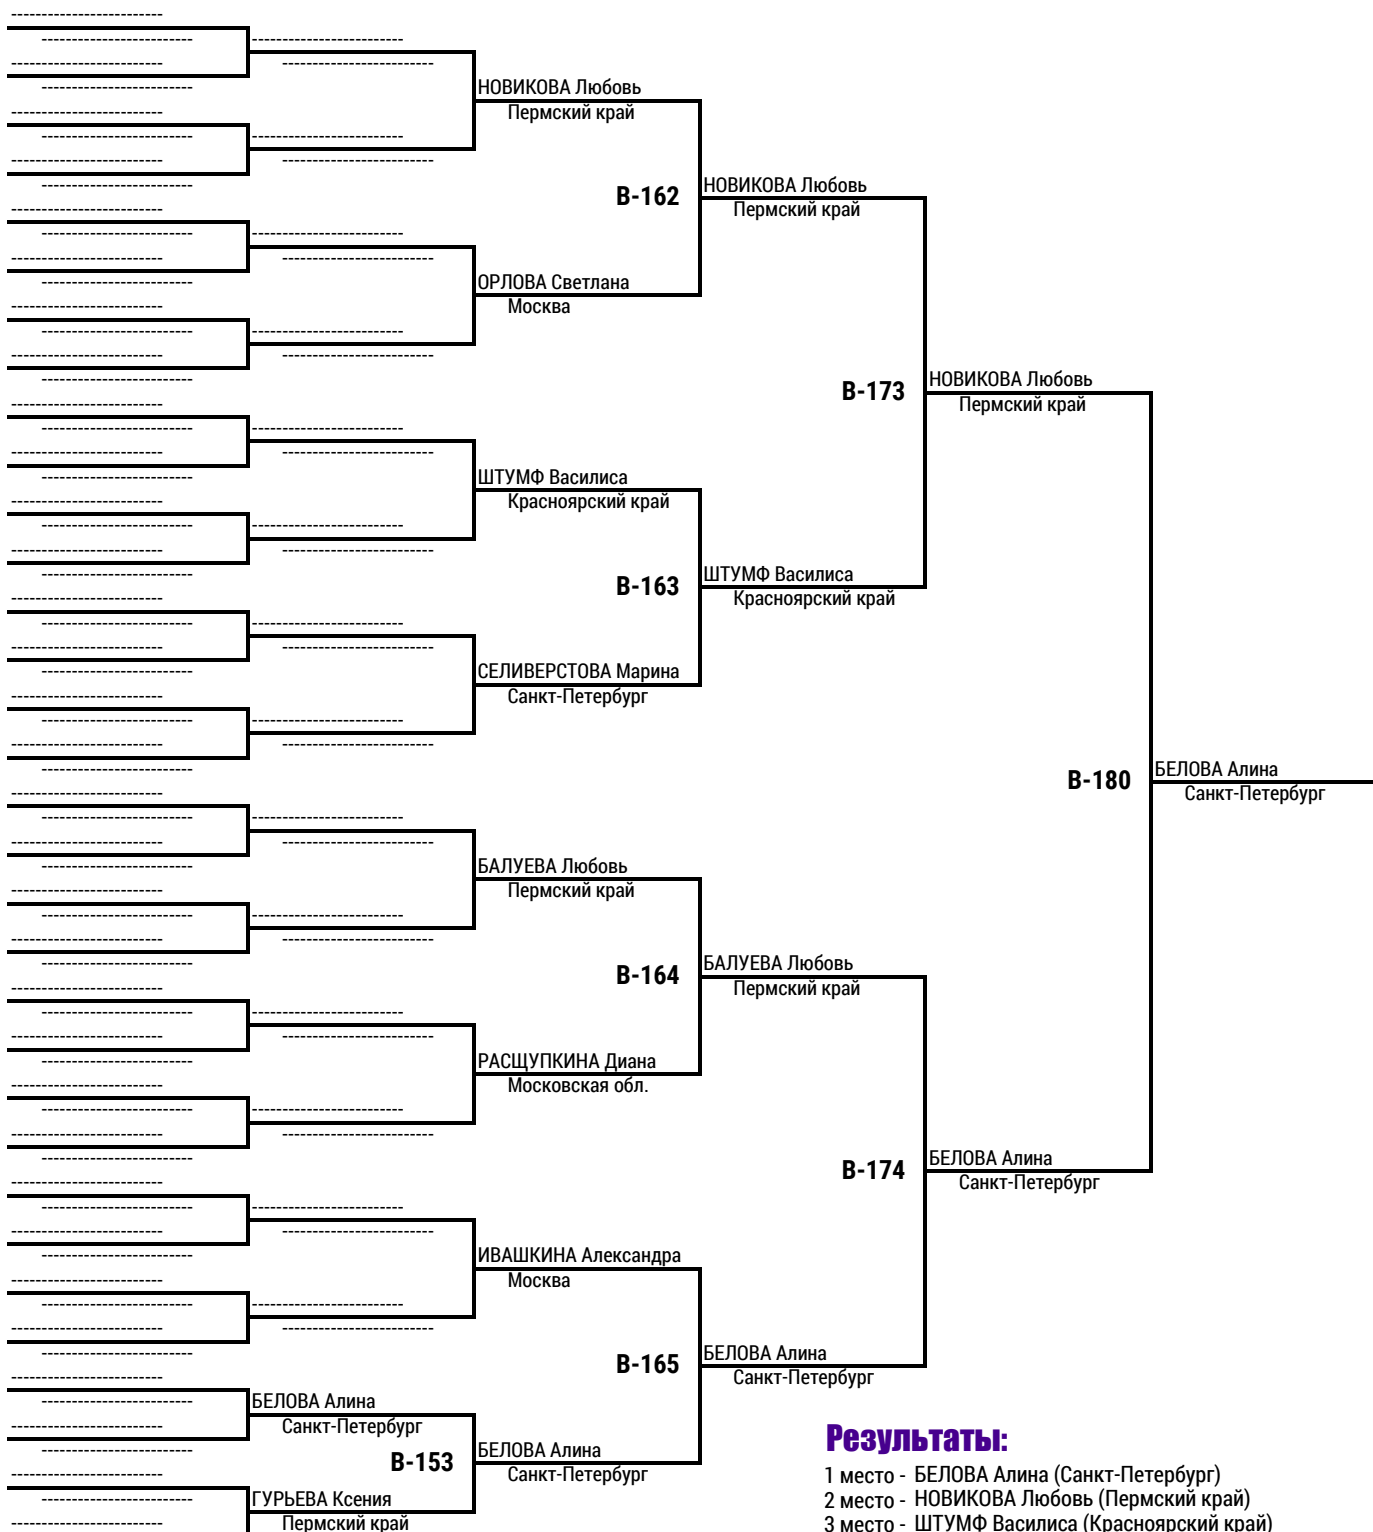 НОВИКОВА Любовь
Пермский край
B-162
НОВИКОВА Любовь
Пермский край
ОРЛОВА Светлана
Москва
B-173
НОВИКОВА Любовь
Пермский край
ШТУМФ Василиса
Красноярский край
B-163
ШТУМФ Василиса
Красноярский край
СЕЛИВЕРСТОВА Марина
Санкт-Петербург
B-180
БЕЛОВА Алина
Санкт-Петербург
БАЛУЕВА Любовь
Пермский край
B-164
БАЛУЕВА Любовь
Пермский край
РАСЩУПКИНА Диана
Московская обл.
B-174
БЕЛОВА Алина
Санкт-Петербург
ИВАШКИНА Александра
Москва
B-165
БЕЛОВА Алина
Санкт-Петербург
БЕЛОВА Алина
Санкт-Петербург
B-153
БЕЛОВА Алина
Санкт-Петербург
ГУРЬЕВА Ксения
Пермский край
Результаты:
1 место - БЕЛОВА Алина (Санкт-Петербург)
2 место - НОВИКОВА Любовь (Пермский край)
3 место - ШТУМФ Василиса (Красноярский край)